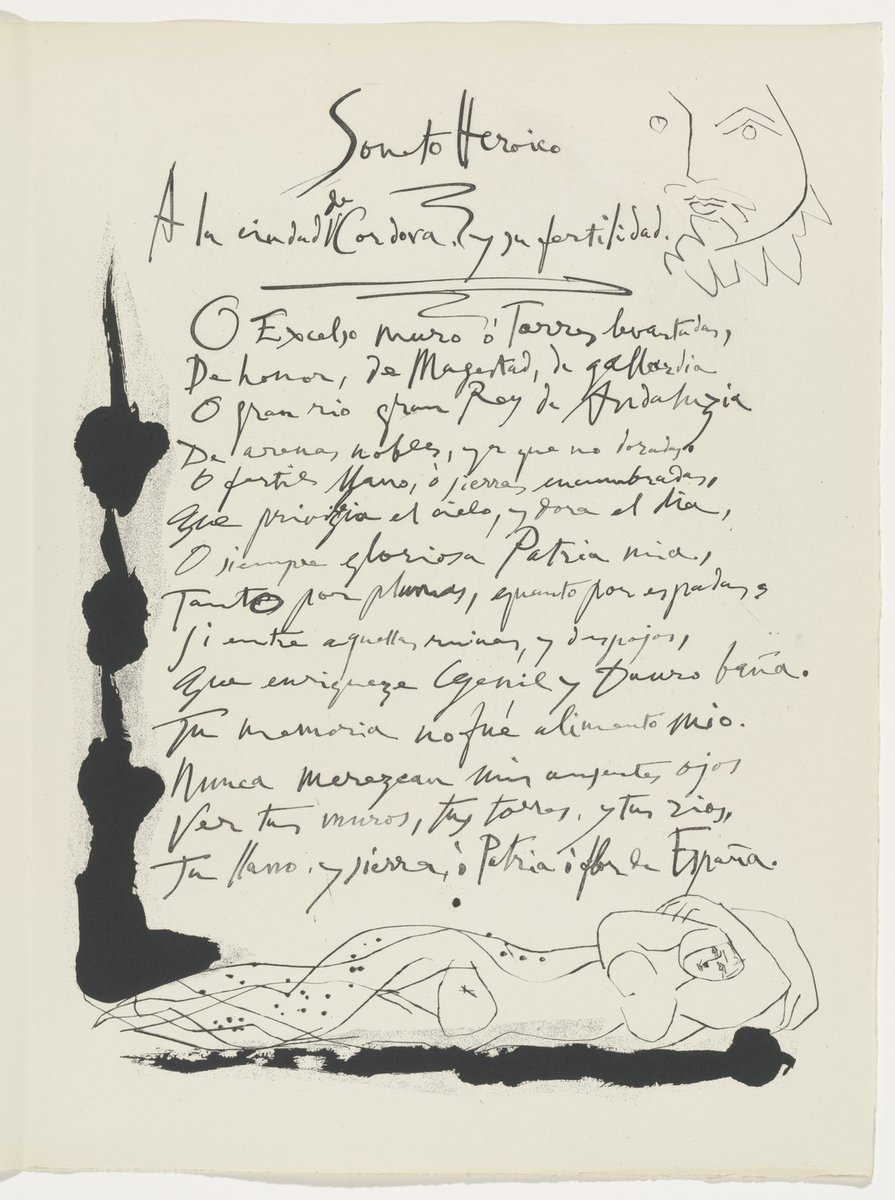 Soneto Heroico
A la ciudad de Cordova. y su fertilidad.
O Excelso muro ó Torres levantadas,
De honor, de Magestad, de gallardia
O gran rio gran Rey de Andaluzia
De arenas nobles, ya que no doradas.
O fertil llano, ó sierras encumbradas,
Que privilegia el cielo, y dora el dia,
O siempre gloriosa Patria mia,
Tanto por plumas, quanto por espadas,
Si entre aquellas ruinas, y despojos,
Que enriqueze Genil y Dauro baña.
Tu memoria no fué alimento mio.
Nunca merezcan mis ausentes ojos
Ver tus muros, tus torres, y tus rios,
Tu llano, y sierra, ó Patria ó flor de España.